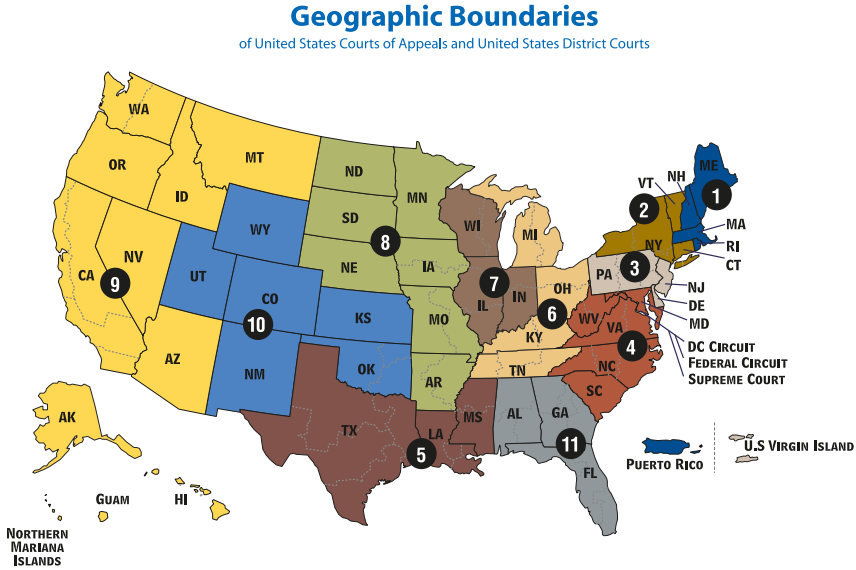 Geographic Boundaries
of United States Courts of Appeals and United States District Courts
WA
OR
ID
MT
ND
MN
SD
WY
NV
CA
9
UT
CO
10
NE
8
IA
WI
MI
7
IL
IN
OH
6
KY
TN
KS
MO
OK
AR
AZ
NM
TX
LA
5
MS
AL
GA
11
FL
SC
NC
4
VA
WV
PA
3
NY
2
VT
NH
ME
1
MA
RI
CT
NJ
DE
MD
DC CIRCUIT
FEDERAL CIRCUIT
SUPREME COURT
AK
HI
GUAM
NORTHERN
MARIANA
ISLANDS
PUERTO RICO
U.S VIRGIN ISLAND